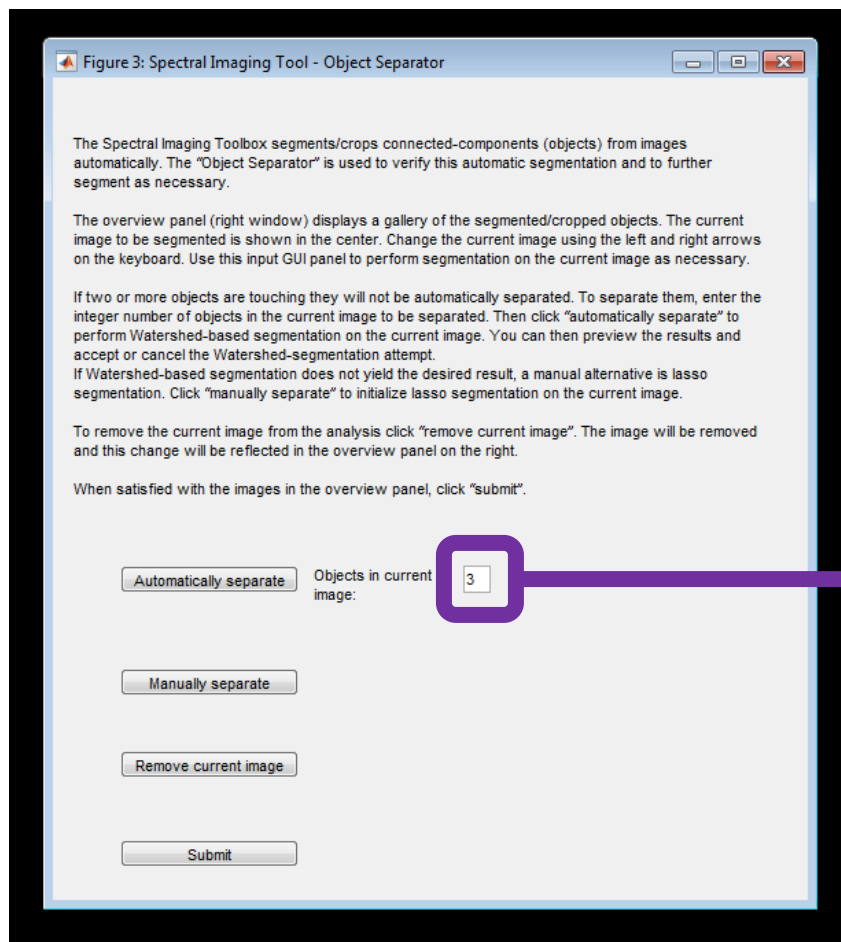 Figure 3: Spectral Imaging Tool - Object Separator
The Spectral Imaging Toolbox segments/crops connected-components (objects) from images
automatically. The "Object Separator" is used to verify this automatic segmentation and to further
segment as necessary.
The overview panel (right window) displays a gallery of the segmented/cropped objects. The current
image to be segmented is shown in the center. Change the current image using the left and right arrows
on the keyboard. Use this input GUI panel to perform segmentation on the current image as necessary.
If two or more objects are touching they will not be automatically separated. To separate them, enter the
integer number of objects in the current image to be separated. Then click "automatically separate" to
perform Watershed-based segmentation on the current image. You can then preview the results and
accept or cancel the Watershed-segmentation attempt.
If Watershed-based segmentation does not yield the desired result, a manual alternative is lasso
segmentation. Click "manually separate" to initialize lasso segmentation on the current image.
To remove the current image from the analysis click "remove current image". The image will be removed
and this change will be reflected in the overview panel on the right.
When satisfied with the images in the overview panel, click "submit".
Automatically separate
Objects in current
image:
3
Manually separate
Remove current image
Submit